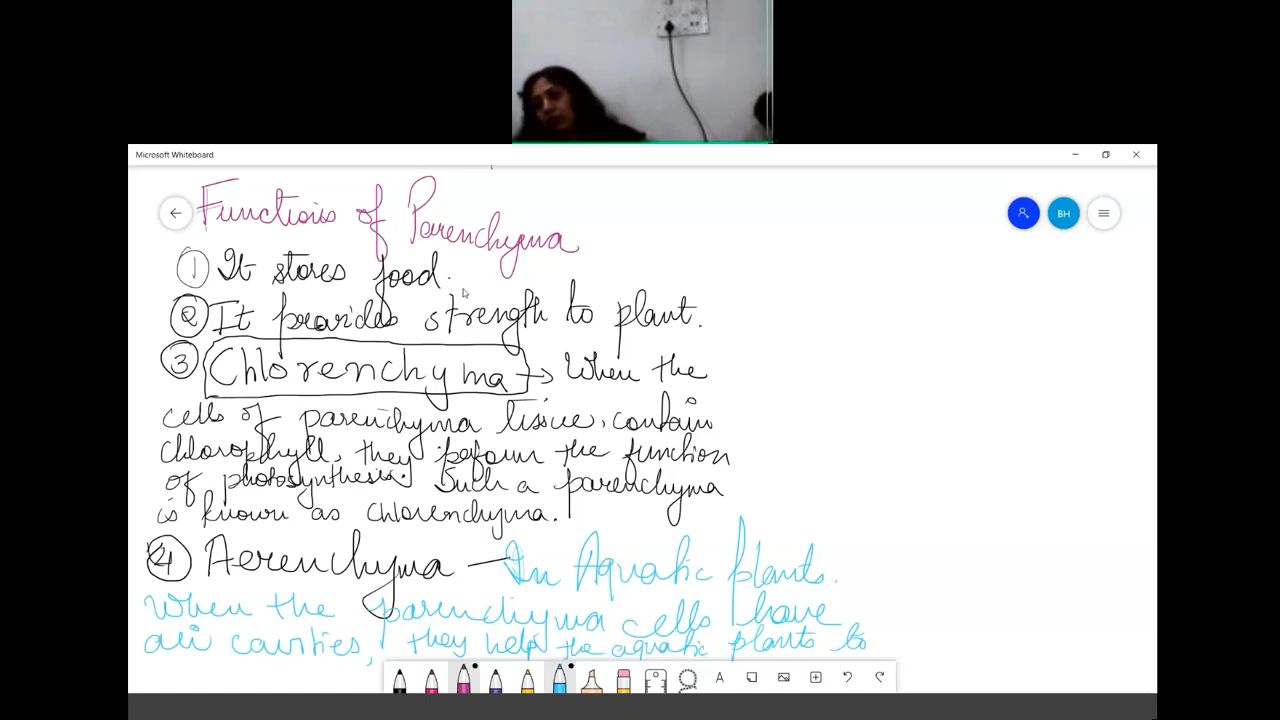 Microsoft Whiteboard
Functions of Parenchyma
BH
① It stores food.
② It provides strength to plant.
③ Chlorenchyma → When the
cells of parenchyma tissue, contain
chlorophyll, they perform the function
of photosynthesis. Such a parenchyma
is known as chlorenchyma.
④ Aerenchyma — In Aquatic plants.
When the parenchyma cells have
air cavities, they help the aquatic plants to
A